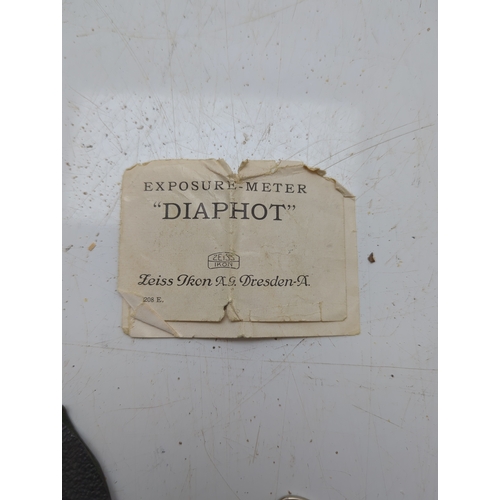 EXPOSURE-METER
"DIAPHOT"
ZEISS
IKON
Zeiss Ikon A.G. Dresden-A.
208 E.